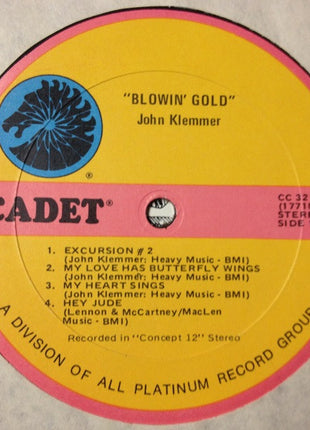 "BLOWIN' GOLD"
John Klemmer
®
CADET®
CC 32
(1771
STERE
SIDE
1. EXCURSION #2
(John Klemmer: Heavy Music - BMI)
2. MY LOVE HAS BUTTERFLY WINGS
(John Klemmer: Heavy Music - BMI)
3. MY HEART SINGS
(John Klemmer: Heavy Music - BMI)
4. HEY JUDE
(Lennon & McCartney/MacLen
Music - BMI)
Recorded in "Concept 12" Stereo
A DIVISION OF ALL PLATINUM RECORD GROUP